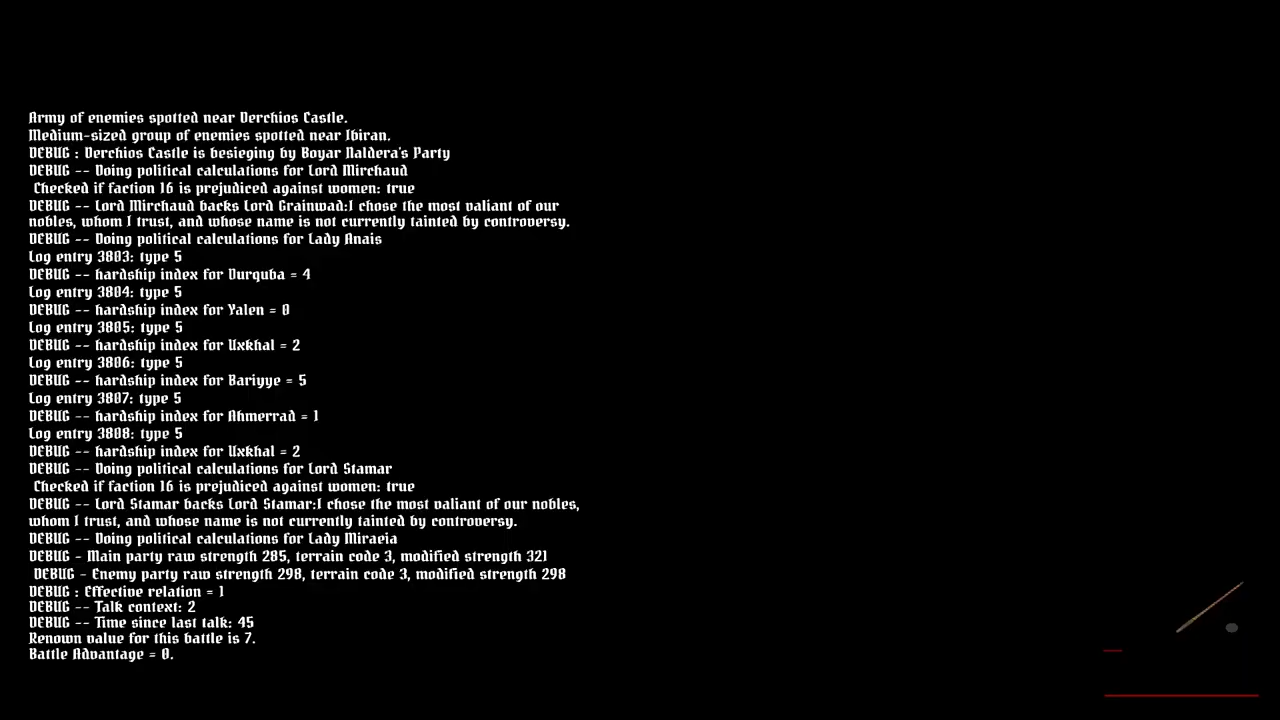 Army of enemies spotted near Derchios Castle.
Medium-sized group of enemies spotted near Ibiran.
DEBUG : Derchios Castle is besieging by Boyar Naldera's Party
DEBUG -- Doing political calculations for Lord Mirchaud
Checked if faction 16 is prejudiced against women: true
DEBUG -- Lord Mirchaud backs Lord Grainwad:I chose the most valiant of our
nobles, whom I trust, and whose name is not currently tainted by controversy.
DEBUG -- Doing political calculations for Lady Anais
Log entry 3803: type 5
DEBUG -- hardship index for Durquba = 4
Log entry 3804: type 5
DEBUG -- hardship index for Yalen = 0
Log entry 3805: type 5
DEBUG -- hardship index for Uxkhal = 2
Log entry 3806: type 5
DEBUG -- hardship index for Bariyye = 5
Log entry 3807: type 5
DEBUG -- hardship index for Ahmerrad = 1
Log entry 3808: type 5
DEBUG -- hardship index for Uxkhal = 2
DEBUG -- Doing political calculations for Lord Stamar
Checked if faction 16 is prejudiced against women: true
DEBUG -- Lord Stamar backs Lord Stamar:I chose the most valiant of our nobles,
whom I trust, and whose name is not currently tainted by controversy.
DEBUG -- Doing political calculations for Lady Miraeia
DEBUG - Main party raw strength 285, terrain code 3, modified strength 321
DEBUG - Enemy party raw strength 298, terrain code 3, modified strength 298
DEBUG : Effective relation = 1
DEBUG -- Talk context: 2
DEBUG -- Time since last talk: 45
Renown value for this battle is 7.
Battle Advantage = 0.